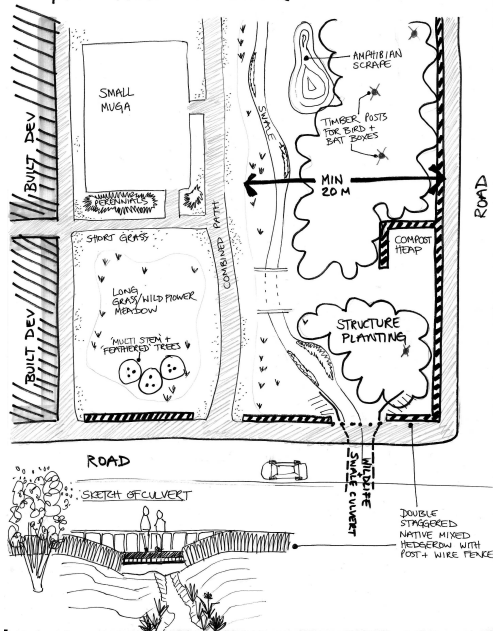 SMALL
MUGA
BUILT DEV
PERENNIALS
SHORT GRASS
LONG
GRASS/WILDFLOWER
MEADOW
MULTI STEM +
FEATHERED TREES
BUILT DEV
COMBINED PATH
SWALE
AMPHIBIAN
SCRAPE
TIMBER POSTS
FOR BIRD +
BAT BOXES
MIN
20 M
ROAD
COMPOST
HEAP
STRUCTURE
PLANTING
ROAD
WILDLIFE +
SWALE CULVERT
SKETCH OF CULVERT
DOUBLE
STAGGERED
NATIVE MIXED
HEDGEROW WITH
POST + WIRE FENCE